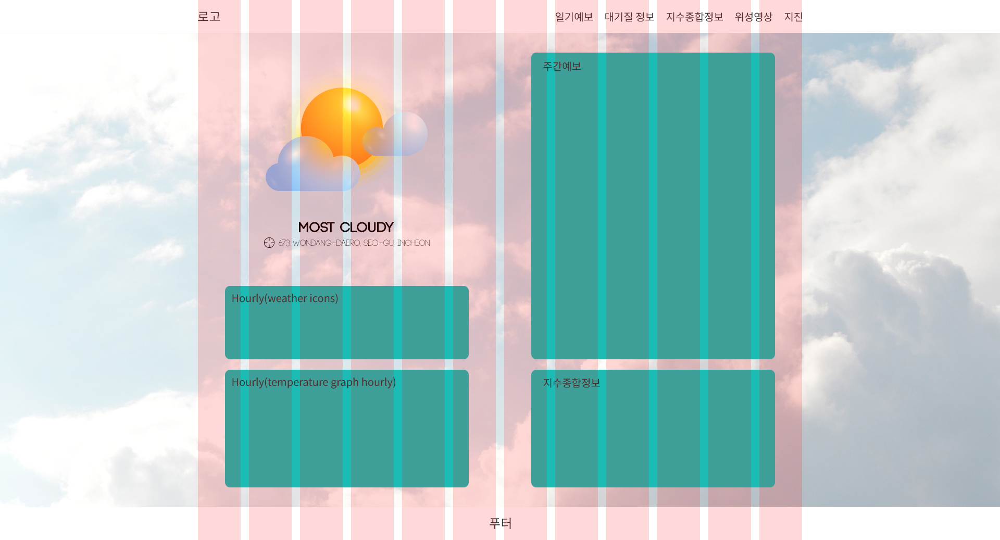 로고
일기예보 대기질 정보 지수종합정보 위성영상 지진
MOST CLOUDY
673 WONDANG-DAERO, SEO-GU, INCHEON
Hourly(weather icons)
Hourly(temperature graph hourly)
주간예보
지수종합정보
푸터